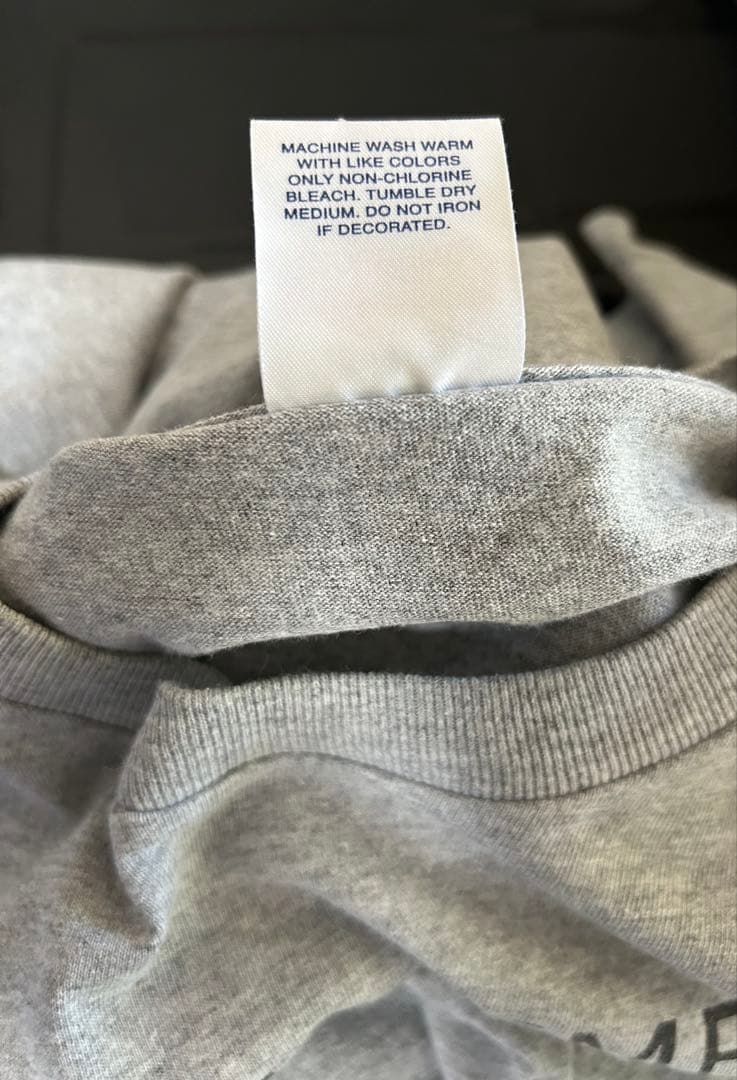 MACHINE WASH WARM
WITH LIKE COLORS
ONLY NON-CHLORINE
BLEACH. TUMBLE DRY
MEDIUM. DO NOT IRON
IF DECORATED.